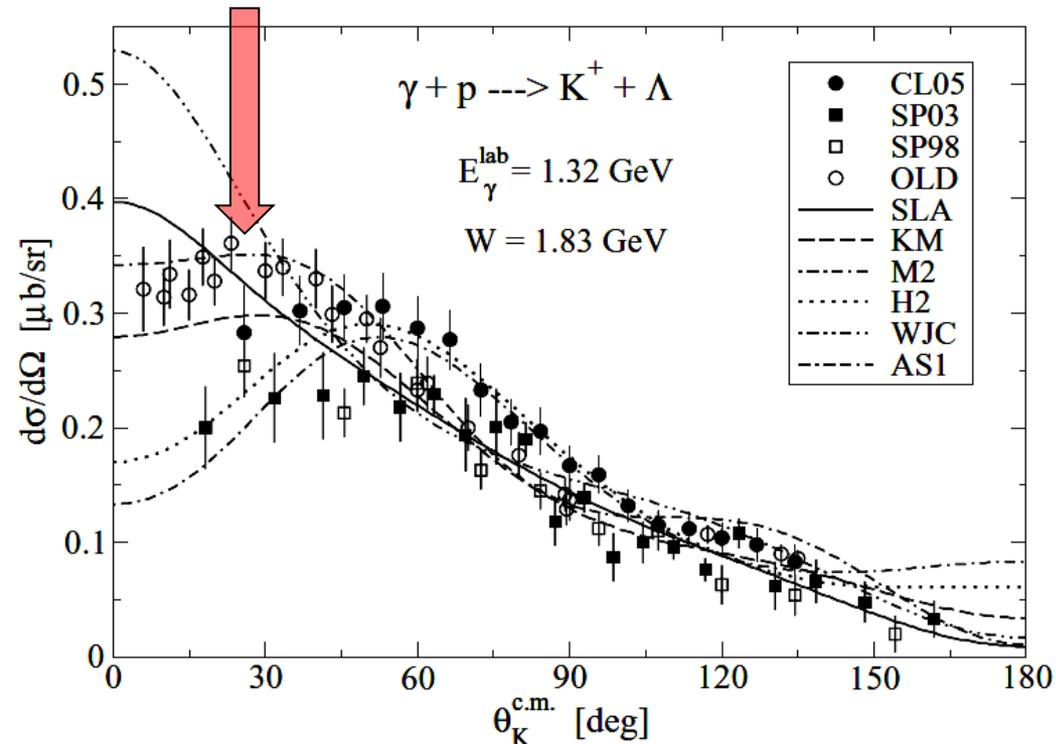 γ + p ---> K⁺ + Λ
E_γ^lab = 1.32 GeV
W = 1.83 GeV
CL05
SP03
SP98
OLD
SLA
KM
M2
H2
WJC
AS1
dσ/dΩ [μb/sr]
0.5
0.4
0.3
0.2
0.1
0
0 30 60 90 120 150 180
θ_K^c.m. [deg]